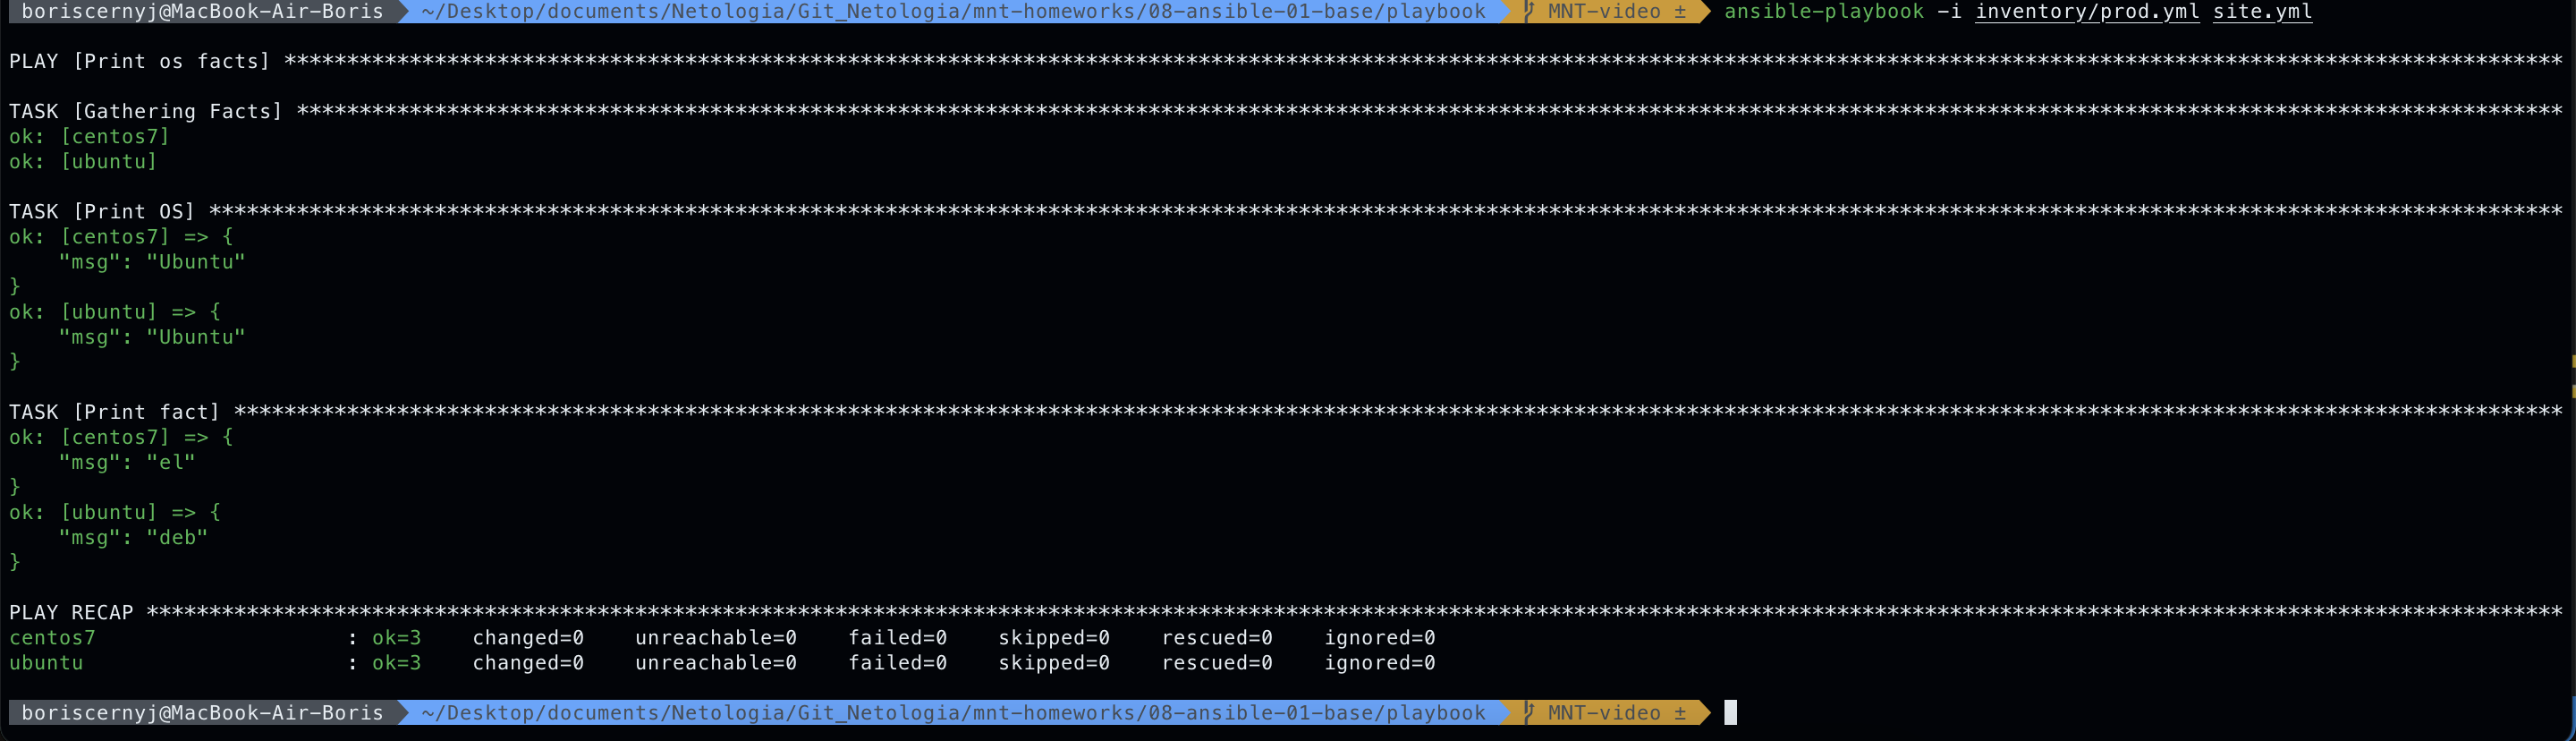 boriscernyj@MacBook-Air-Boris ~/Desktop/documents/Netologia/Git_Netologia/mnt-homeworks/08-ansible-01-base/playbook MNT-video ± ansible-playbook -i inventory/prod.yml site.yml
PLAY [Print os facts] ****************************************************************************************************************************************************************************************
TASK [Gathering Facts] ***************************************************************************************************************************************************************************************
ok: [centos7]
ok: [ubuntu]
TASK [Print OS] **********************************************************************************************************************************************************************************************
ok: [centos7] => {
    "msg": "Ubuntu"
}
ok: [ubuntu] => {
    "msg": "Ubuntu"
}
TASK [Print fact] ********************************************************************************************************************************************************************************************
ok: [centos7] => {
    "msg": "el"
}
ok: [ubuntu] => {
    "msg": "deb"
}
PLAY RECAP ***************************************************************************************************************************************************************************************************
centos7                    : ok=3    changed=0    unreachable=0    failed=0    skipped=0    rescued=0    ignored=0
ubuntu                     : ok=3    changed=0    unreachable=0    failed=0    skipped=0    rescued=0    ignored=0
boriscernyj@MacBook-Air-Boris ~/Desktop/documents/Netologia/Git_Netologia/mnt-homeworks/08-ansible-01-base/playbook MNT-video ±